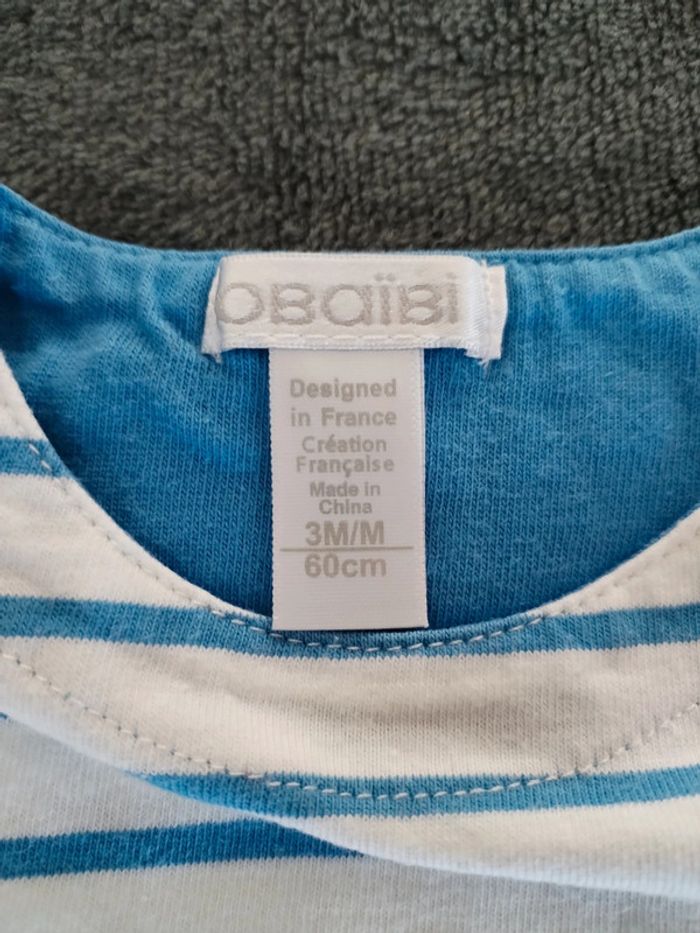 OBaïBi
Designed
in France
Création
Française
Made in
China
3M/M
60cm